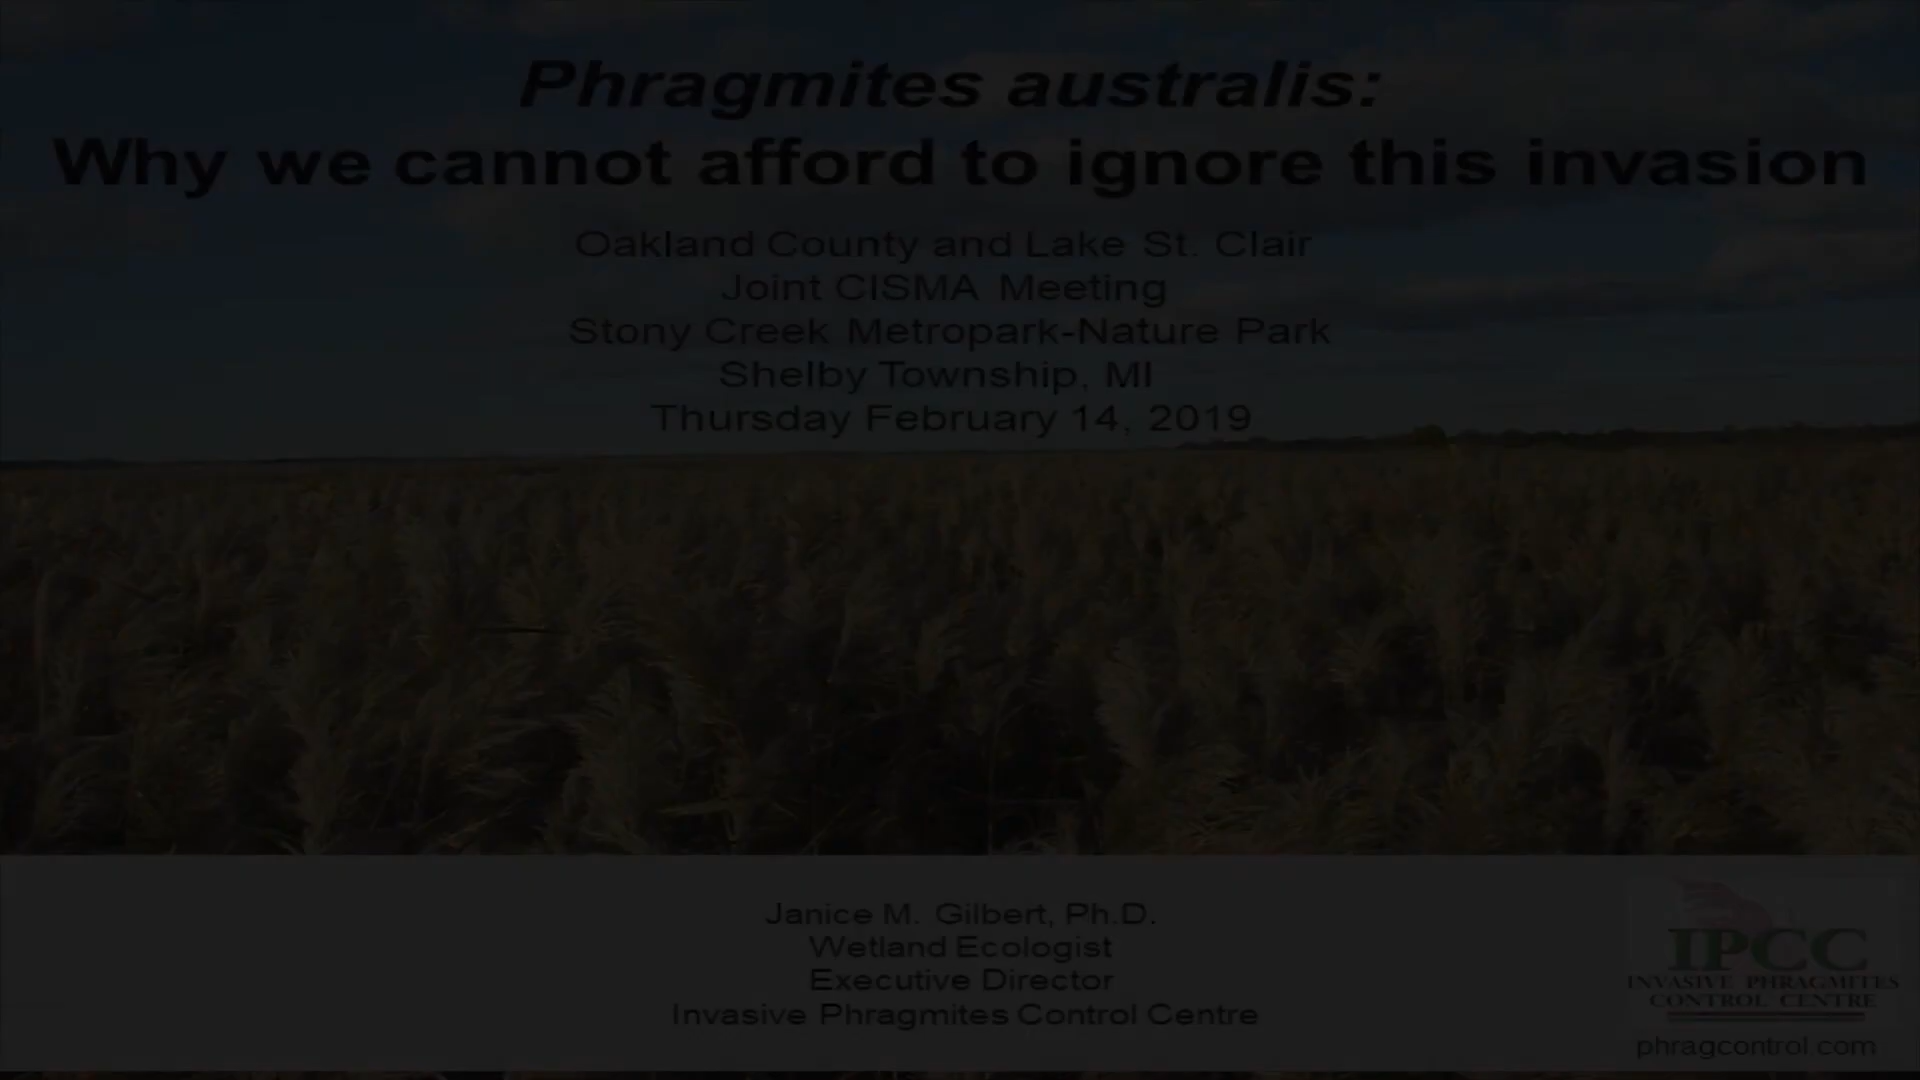 Phragmites australis:
Why we cannot afford to ignore this invasion
Oakland County and Lake St. Clair
Joint CISMA Meeting
Stony Creek Metropark-Nature Park
Shelby Township, MI
Thursday February 14, 2019
Janice M. Gilbert, Ph.D.
Wetland Ecologist
Executive Director
Invasive Phragmites Control Centre
IPCC
INVASIVE PHRAGMITES
CONTROL CENTRE
phragcontrol.com